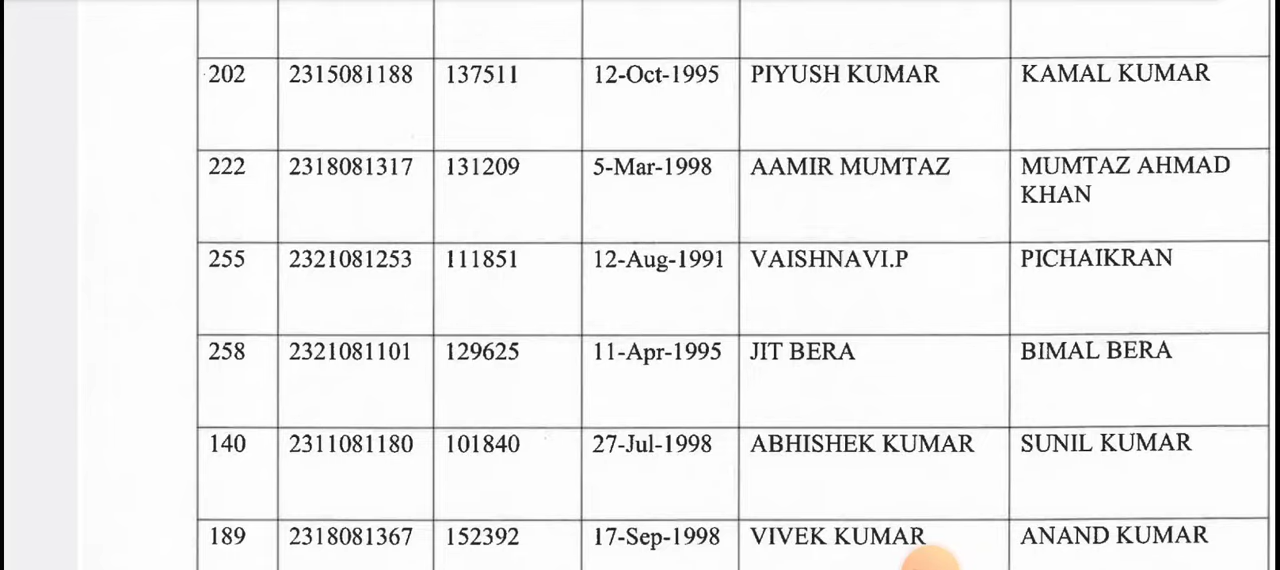 202 2315081188 137511 12-Oct-1995 PIYUSH KUMAR KAMAL KUMAR
222 2318081317 131209 5-Mar-1998 AAMIR MUMTAZ MUMTAZ AHMAD
KHAN
255 2321081253 111851 12-Aug-1991 VAISHNAVI.P PICHAIKRAN
258 2321081101 129625 11-Apr-1995 JIT BERA BIMAL BERA
140 2311081180 101840 27-Jul-1998 ABHISHEK KUMAR SUNIL KUMAR
189 2318081367 152392 17-Sep-1998 VIVEK KUMAR ANAND KUMAR